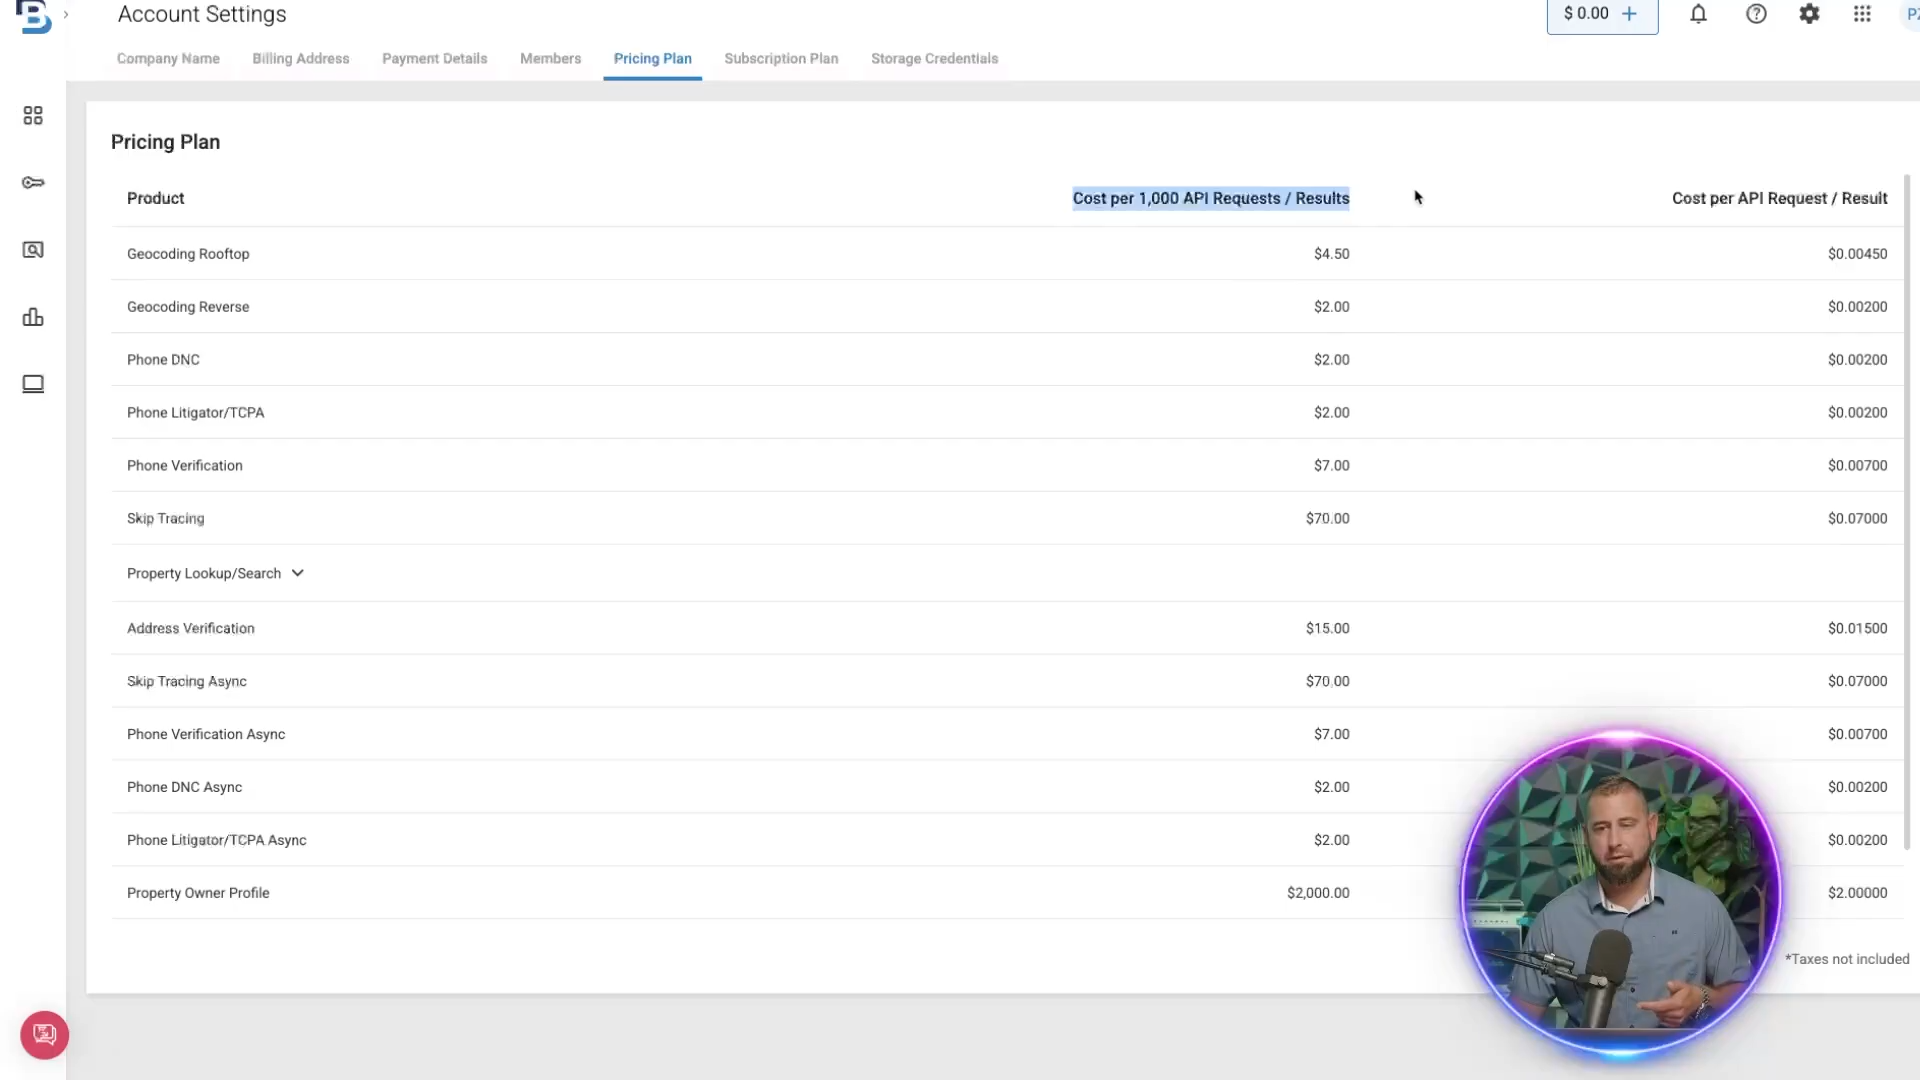 Account Settings
$ 0.00 +
Company Name
Billing Address
Payment Details
Members
Pricing Plan
Subscription Plan
Storage Credentials
Pricing Plan
Product Cost per 1,000 API Requests / Results Cost per API Request / Result
Geocoding Rooftop $4.50 $0.00450
Geocoding Reverse $2.00 $0.00200
Phone DNC $2.00 $0.00200
Phone Litigator/TCPA $2.00 $0.00200
Phone Verification $7.00 $0.00700
Skip Tracing $70.00 $0.07000
Property Lookup/Search
Address Verification $15.00 $0.01500
Skip Tracing Async $70.00 $0.07000
Phone Verification Async $7.00 $0.00700
Phone DNC Async $2.00 $0.00200
Phone Litigator/TCPA Async $2.00 $0.00200
Property Owner Profile $2,000.00 $2.00000
*Taxes not included